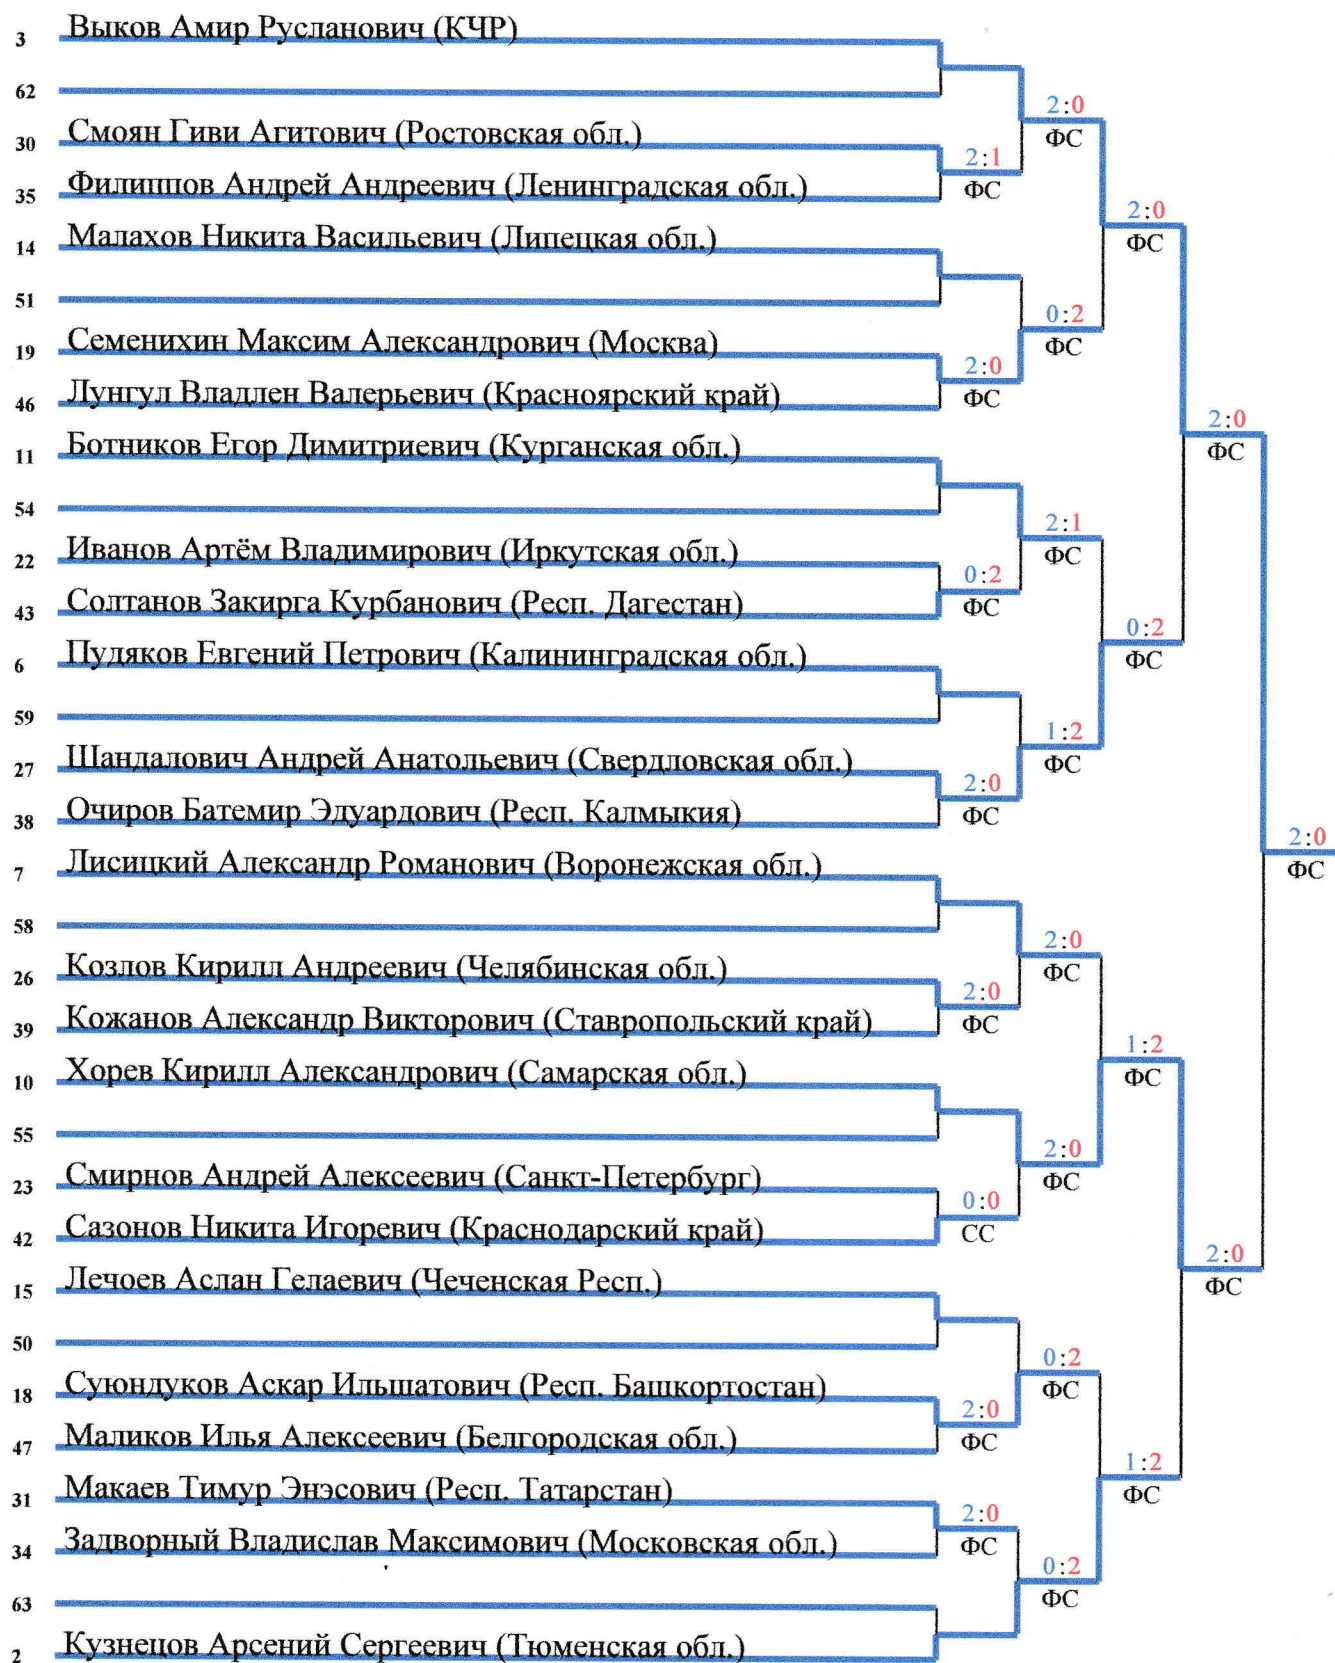 3 Выков Амир Русланович (КЧР)
62
2:0
ФС
30 Смоян Гиви Агитович (Ростовская обл.)
2:1
ФС
35 Филиппов Андрей Андреевич (Ленинградская обл.)
2:0
ФС
14 Малахов Никита Васильевич (Липецкая обл.)
51
0:2
ФС
19 Семенихин Максим Александрович (Москва)
2:0
ФС
46 Лунгул Владлен Валерьевич (Красноярский край)
2:0
ФС
11 Ботников Егор Димитриевич (Курганская обл.)
54
2:1
ФС
22 Иванов Артём Владимирович (Иркутская обл.)
0:2
ФС
43 Солтанов Закирга Курбанович (Респ. Дагестан)
0:2
ФС
6 Пудяков Евгений Петрович (Калининградская обл.)
59
1:2
ФС
27 Шандалович Андрей Анатольевич (Свердловская обл.)
2:0
ФС
38 Очиров Батемир Эдуардович (Респ. Калмыкия)
2:0
ФС
7 Лисицкий Александр Романович (Воронежская обл.)
58
2:0
ФС
26 Козлов Кирилл Андреевич (Челябинская обл.)
2:0
ФС
39 Кожанов Александр Викторович (Ставропольский край)
1:2
ФС
10 Хорев Кирилл Александрович (Самарская обл.)
55
2:0
ФС
23 Смирнов Андрей Алексеевич (Санкт-Петербург)
0:0
СС
42 Сазонов Никита Игоревич (Краснодарский край)
2:0
ФС
15 Лечоев Аслан Гелаевич (Чеченская Респ.)
50
0:2
ФС
18 Суюндуков Аскар Ильшатович (Респ. Башкортостан)
2:0
ФС
47 Маликов Илья Алексеевич (Белгородская обл.)
1:2
ФС
31 Макаев Тимур Энэсович (Респ. Татарстан)
2:0
ФС
34 Задворный Владислав Максимович (Московская обл.)
0:2
ФС
63
2 Кузнецов Арсений Сергеевич (Тюменская обл.)